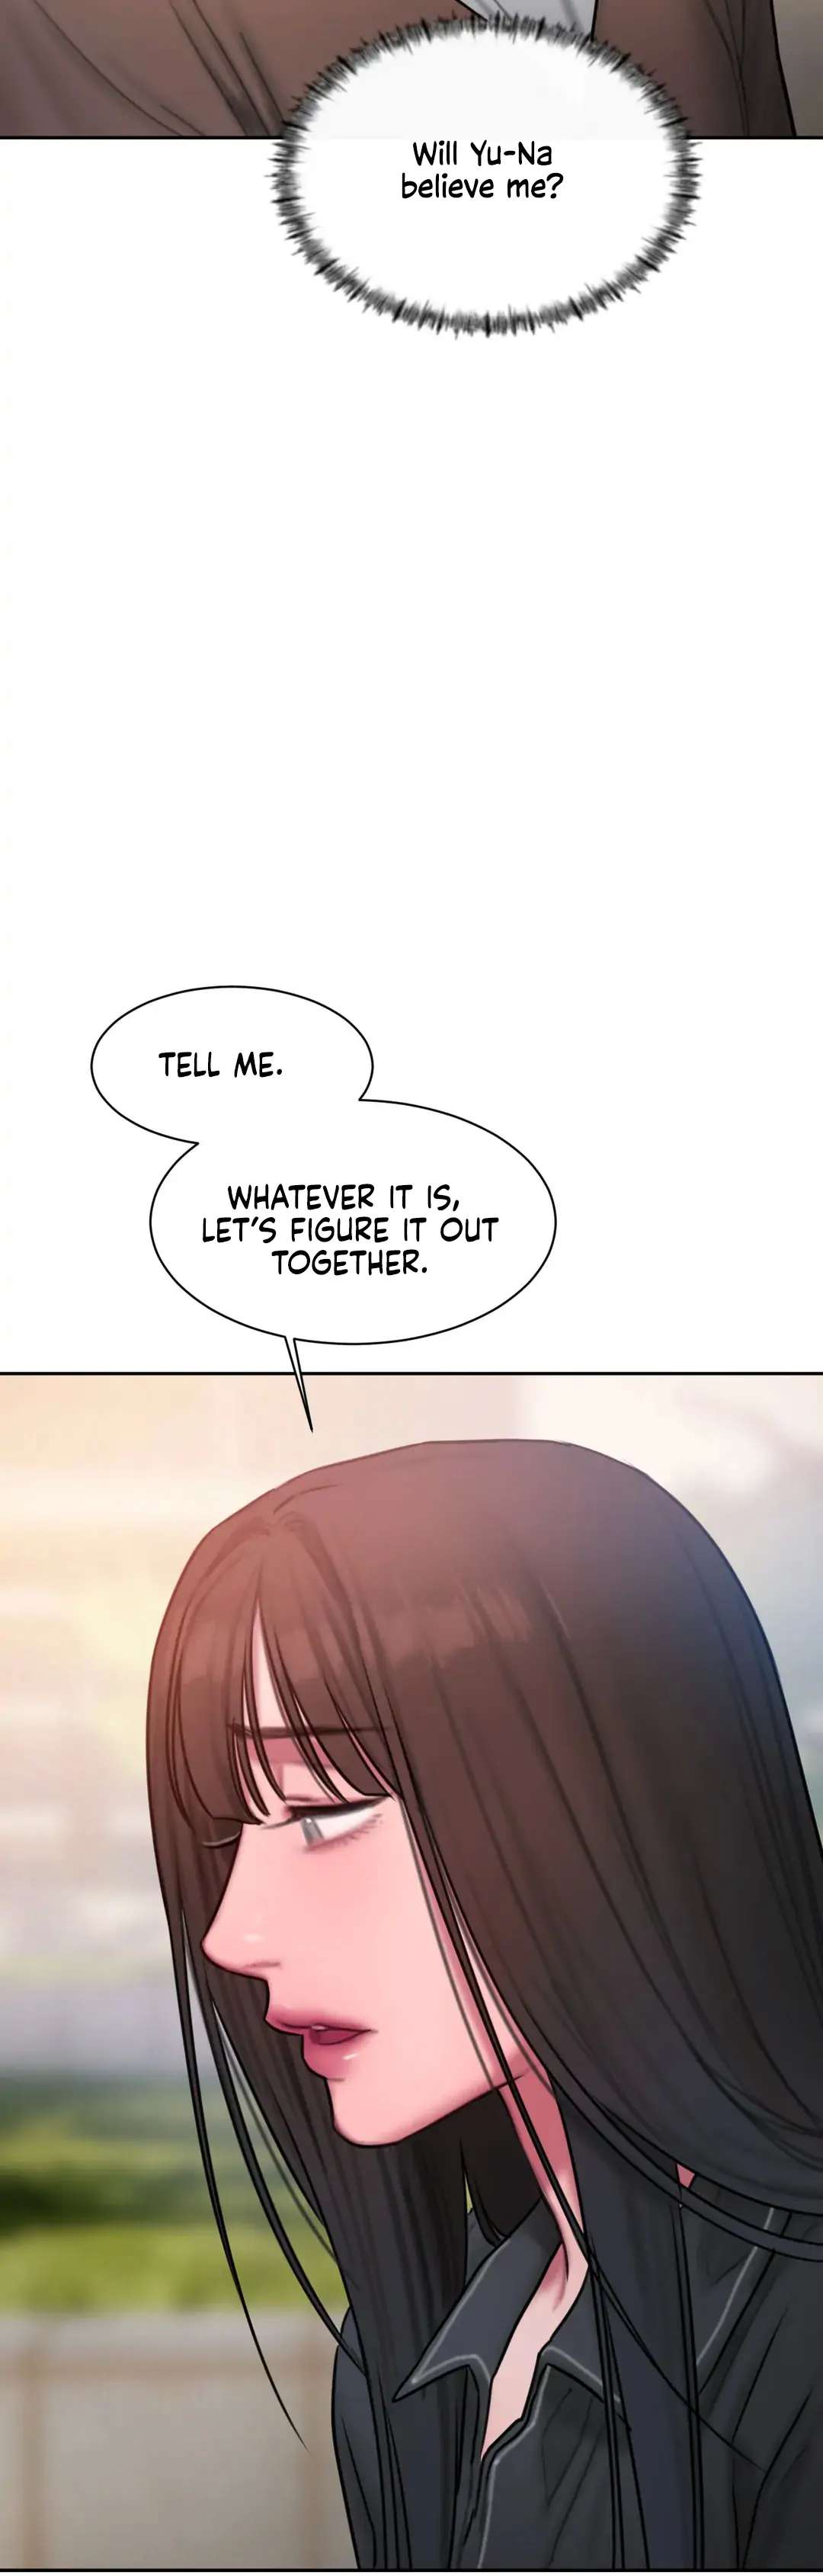 Will Yu-Na
believe me?
TELL ME.
WHATEVER IT IS,
LET'S FIGURE IT OUT
TOGETHER.